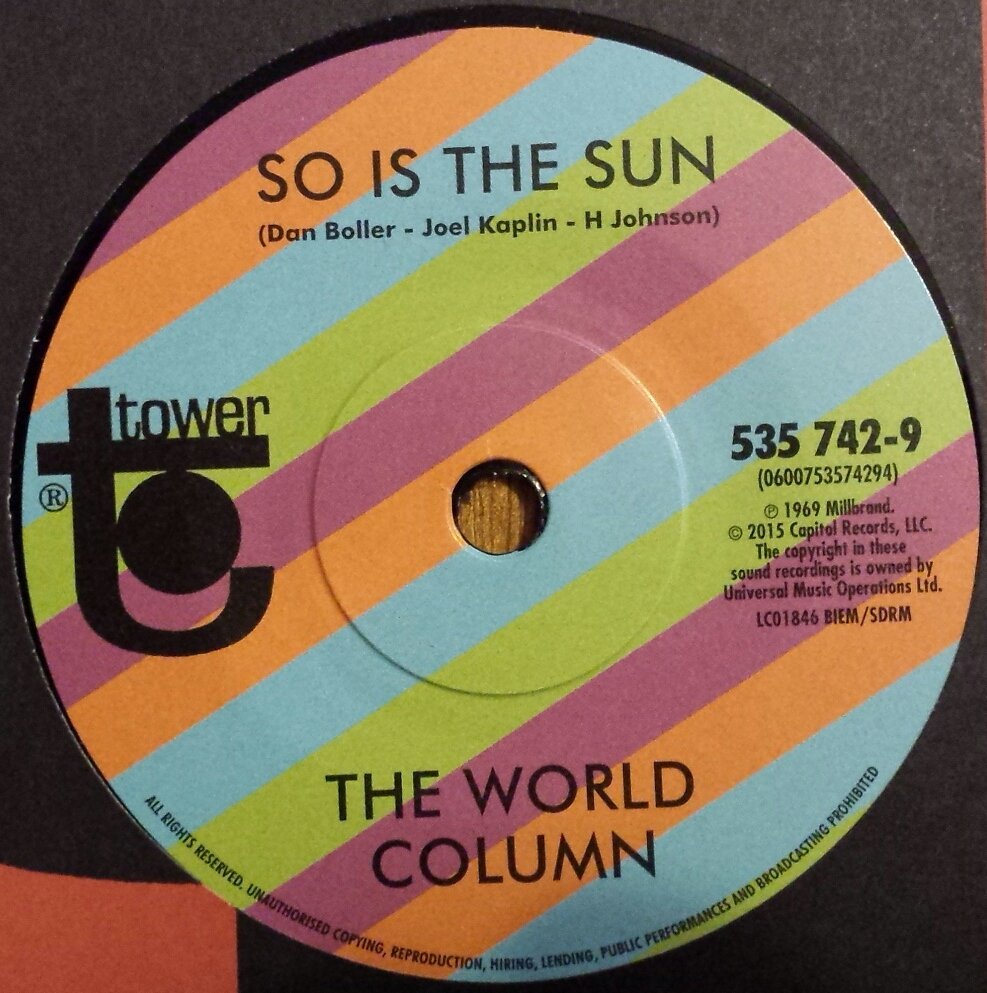 SO IS THE SUN
(Dan Boller - Joel Kaplin - H Johnson)
tower
®
535 742-9
(0600753574294)
℗ 1969 Millbrand.
© 2015 Capitol Records, LLC.
The copyright in these
sound recordings is owned by
Universal Music Operations Ltd.
LC01846 BIEM/SDRM
THE WORLD
COLUMN
ALL RIGHTS RESERVED. UNAUTHORISED COPYING, REPRODUCTION, HIRING, LENDING, PUBLIC PERFORMANCES AND BROADCASTING PROHIBITED